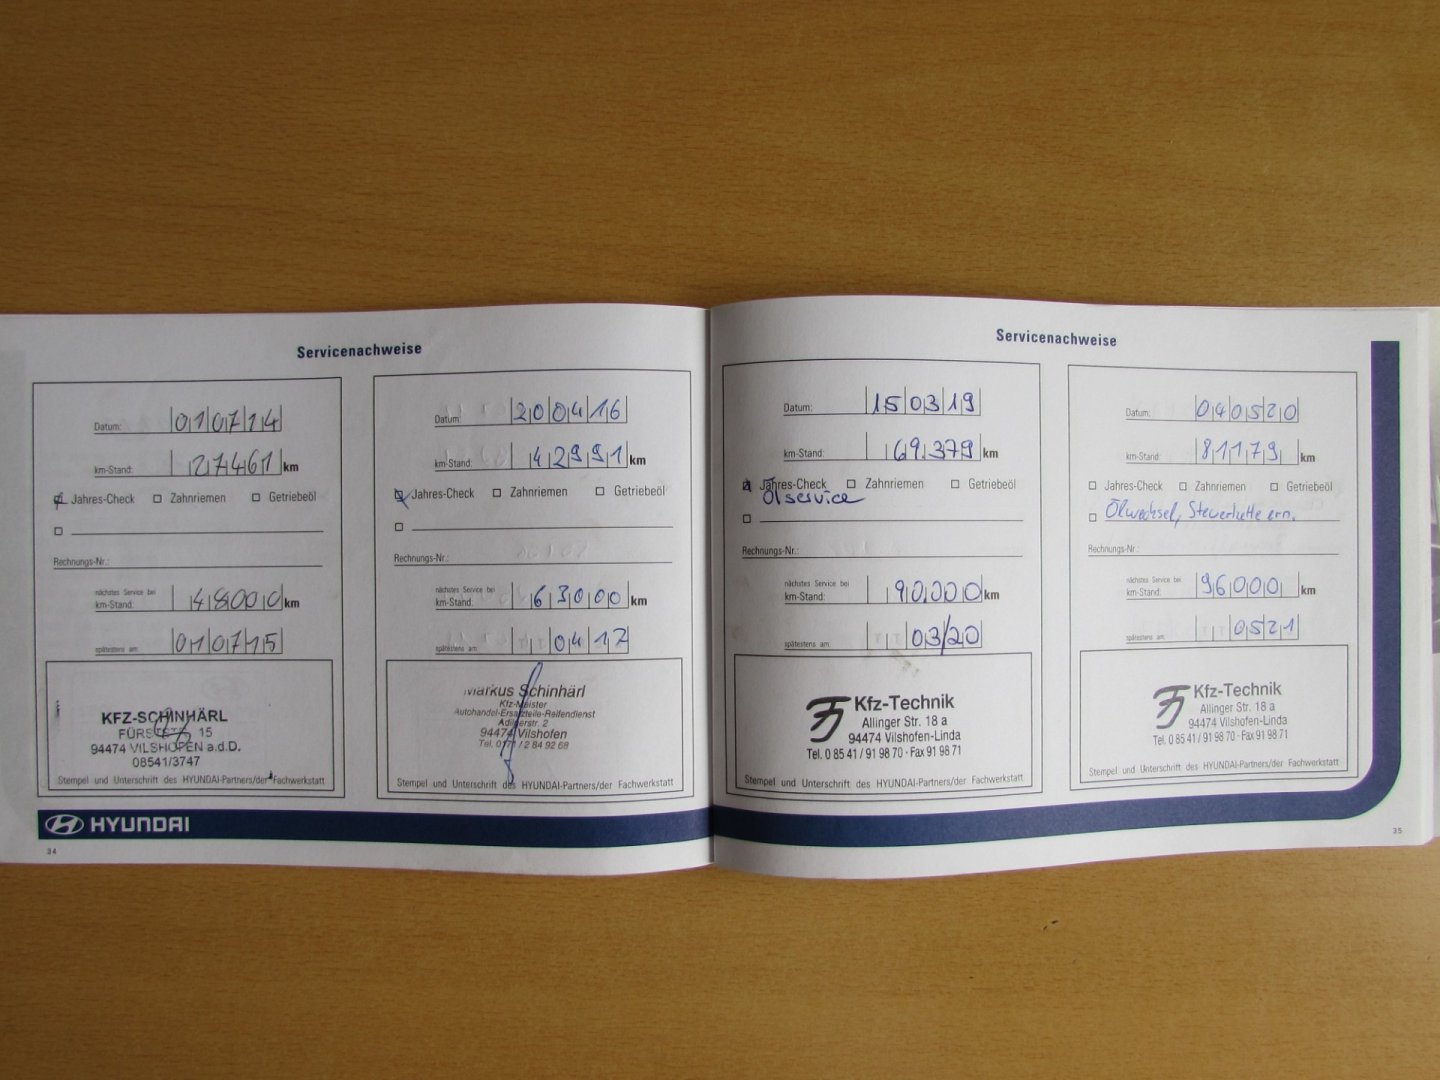 Servicenachweise
Datum: 01 07 14
km-Stand: 27461 km
Jahres-Check Zahnriemen Getriebeöl
Rechnungs-Nr.:
nächstes Service bei
km-Stand: 48000 km
spätestens am: 01 07 15
KFZ-SCHINHÄRL
15
94474 VILSHOFEN a.d.D.
08541/3747
Stempel und Unterschrift des HYUNDAI-Partners/der Fachwerkstatt
Datum: 20 04 16
km-Stand: 42991 km
Jahres-Check Zahnriemen Getriebeöl
Rechnungs-Nr.:
nächstes Service bei
km-Stand: 63000 km
spätestens am: 04 17
Markus Schinhärl
Kfz-Meister
Autohandel-Ersatzteile-Reifendienst
94474 Vilshofen
Stempel und Unterschrift des HYUNDAI-Partners/der Fachwerkstatt
HYUNDAI
34
Servicenachweise
Datum: 15 03 19
km-Stand: 69.379 km
Jahres-Check Zahnriemen Getriebeöl
Ölservice
Rechnungs-Nr.:
nächstes Service bei
km-Stand: 90.000 km
spätestens am: 03/20
Kfz-Technik
Allinger Str. 18 a
94474 Vilshofen-Linda
Tel. 0 85 41 / 91 98 70 · Fax 91 98 71
Stempel und Unterschrift des HYUNDAI-Partners/der Fachwerkstatt
Datum: 04 05 20
km-Stand: 81179 km
Jahres-Check Zahnriemen Getriebeöl
Ölwechsel, Steuerkette ern.
Rechnungs-Nr.:
nächstes Service bei
km-Stand: 96000 km
spätestens am: 05 21
Kfz-Technik
Allinger Str. 18 a
94474 Vilshofen-Linda
Tel. 0 85 41 / 91 98 70 · Fax 91 98 71
Stempel und Unterschrift des HYUNDAI-Partners/der Fachwerkstatt
35